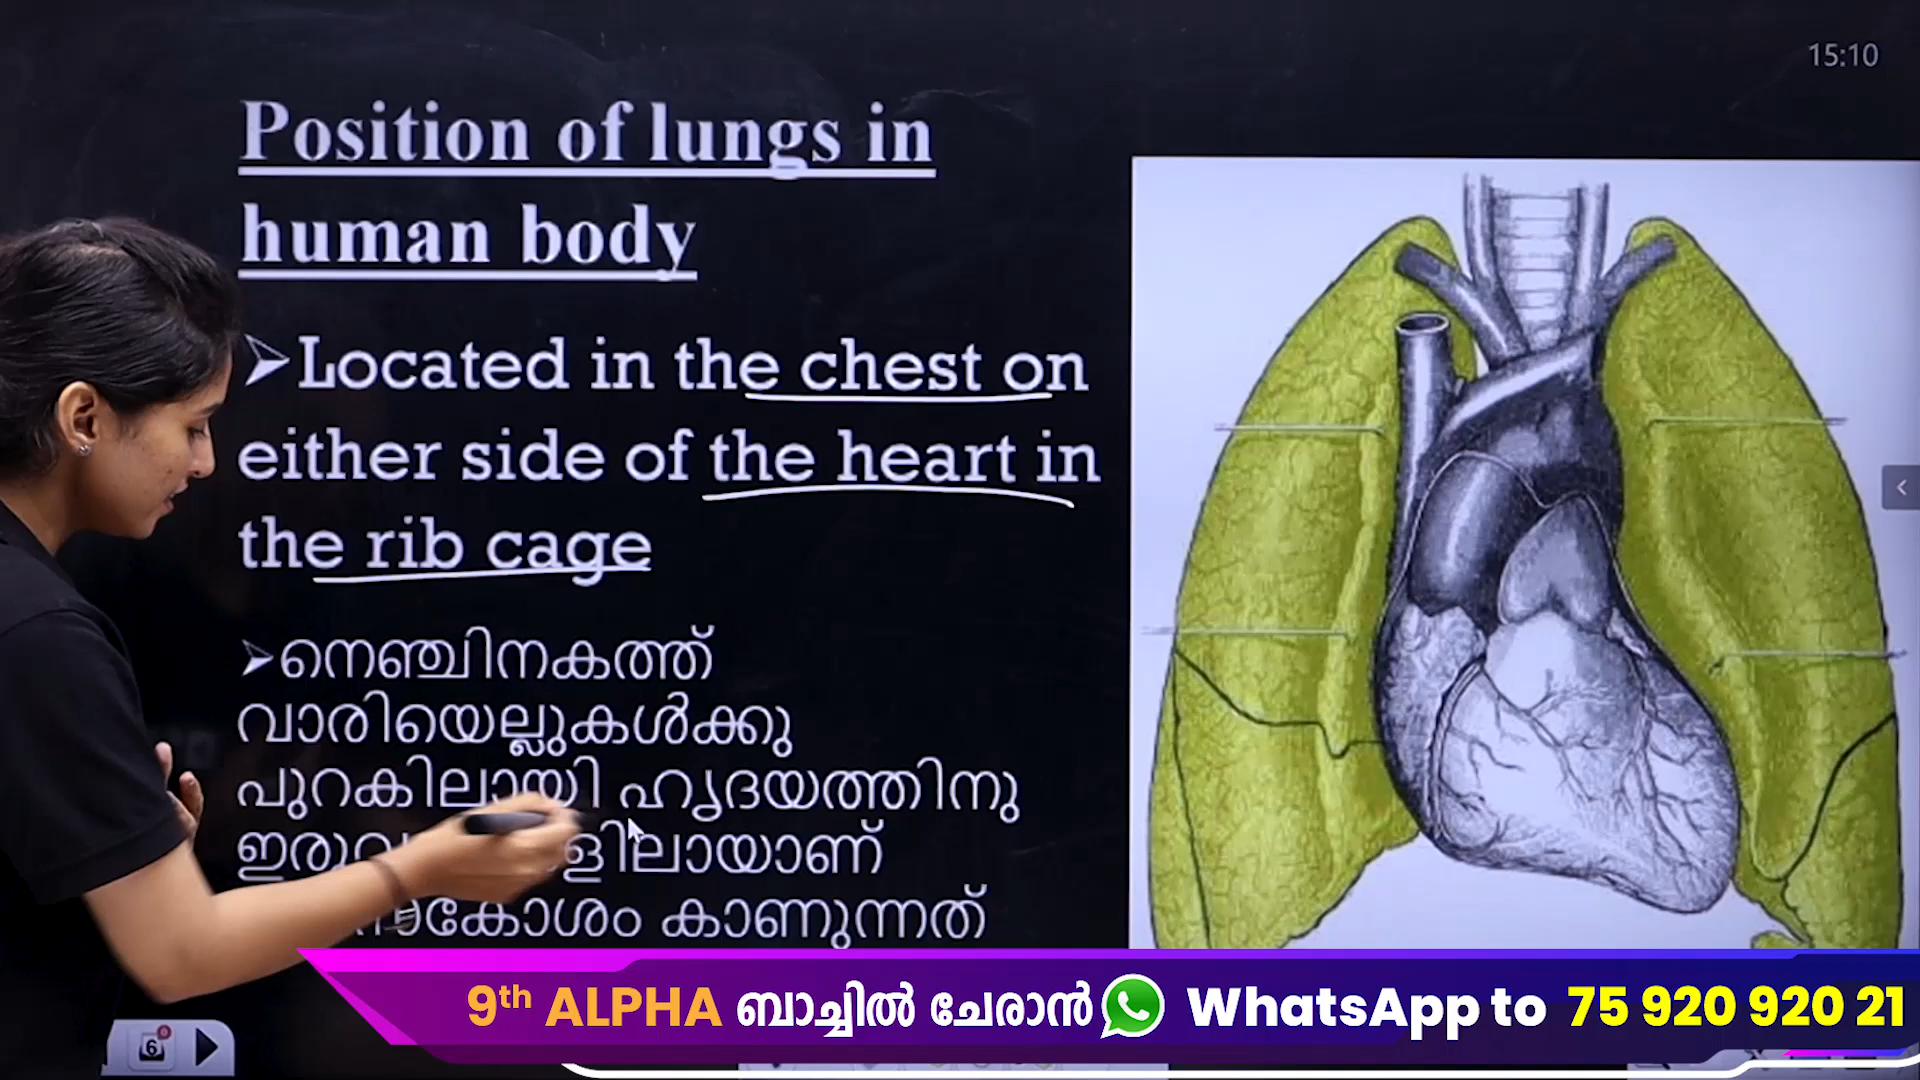 15:10
Position of lungs in
human body
➢Located in the chest on
either side of the heart in
the rib cage
➢നെഞ്ചിനകത്ത്
വാരിയെല്ലുകൾക്കു
പുറകിലായി ഹൃദയത്തിനു
കാണുന്നത്
9th ALPHA ബാച്ചിൽ ചേരാൻ WhatsApp to 75 920 920 21
6